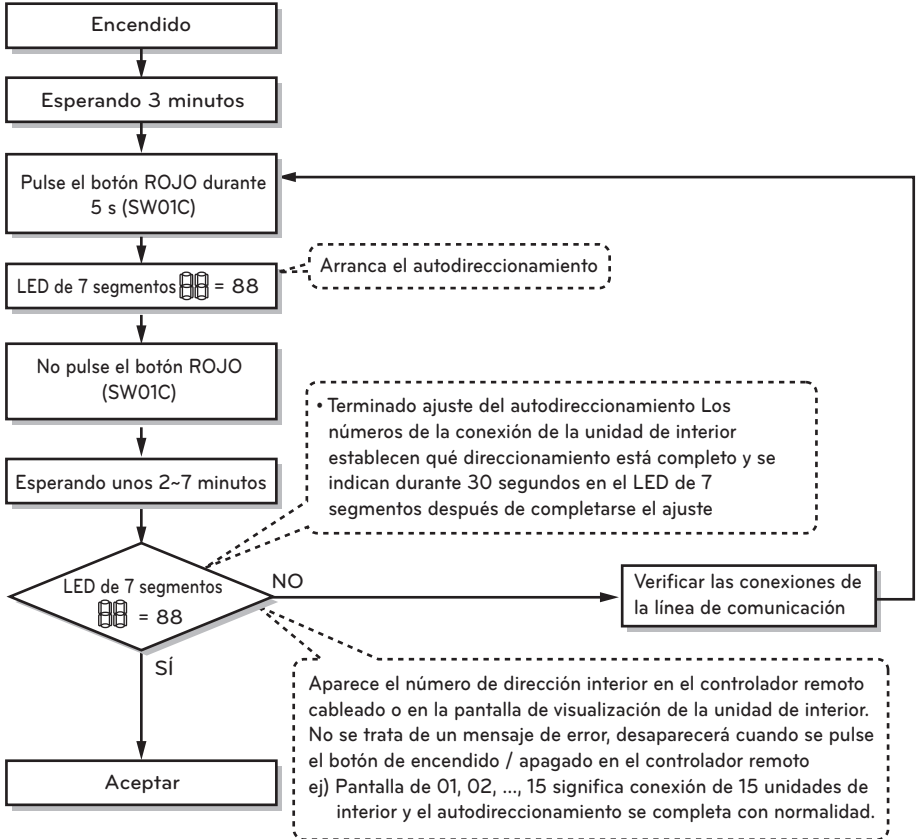 Encendido
Esperando 3 minutos
Pulse el botón ROJO durante
5 s (SW01C)
LED de 7 segmentos = 88
Arranca el autodireccionamiento
No pulse el botón ROJO
(SW01C)
• Terminado ajuste del autodireccionamiento Los
números de la conexión de la unidad de interior
establecen qué direccionamiento está completo y se
indican durante 30 segundos en el LED de 7
segmentos después de completarse el ajuste
Esperando unos 2~7 minutos
LED de 7 segmentos
= 88
NO
Verificar las conexiones de
la línea de comunicación
SÍ
Aparece el número de dirección interior en el controlador remoto
cableado o en la pantalla de visualización de la unidad de interior.
No se trata de un mensaje de error, desaparecerá cuando se pulse
el botón de encendido / apagado en el controlador remoto
ej) Pantalla de 01, 02, ..., 15 significa conexión de 15 unidades de
interior y el autodireccionamiento se completa con normalidad.
Aceptar